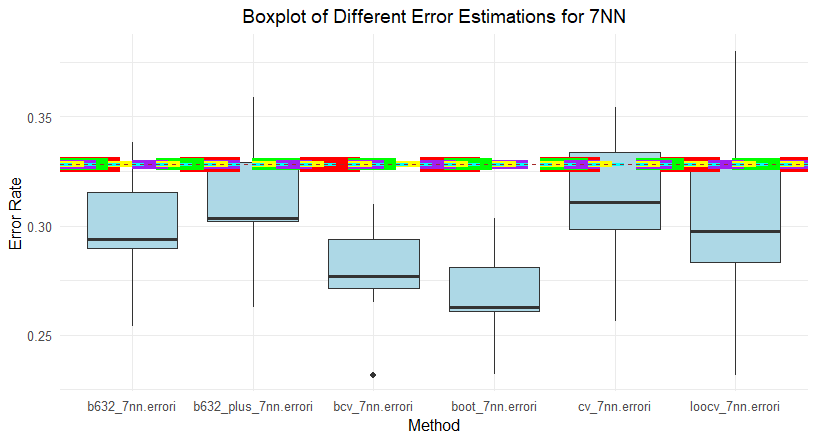 Boxplot of Different Error Estimations for 7NN
Error Rate
0.35
0.30
0.25
b632_7nn.errori b632_plus_7nn.errori bcv_7nn.errori boot_7nn.errori cv_7nn.errori loocv_7nn.errori
Method